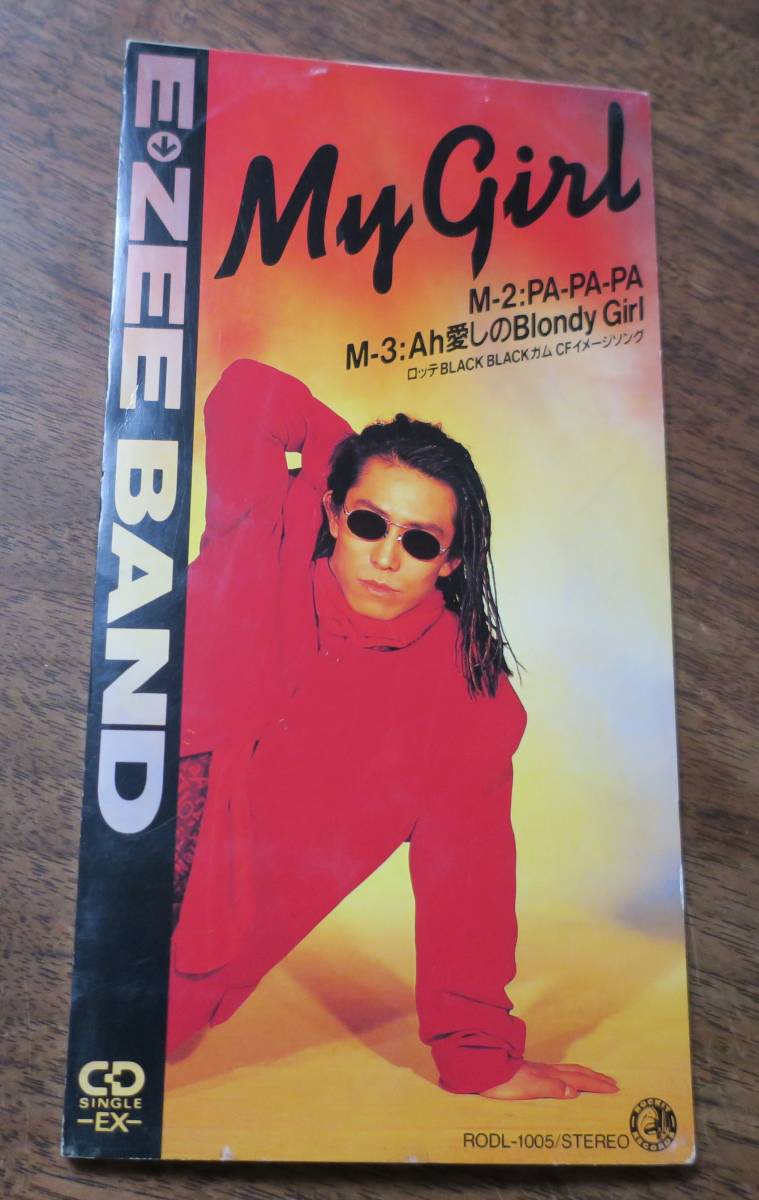 E ZEE BAND
My Girl
M-2:PA-PA-PA
M-3:Ah愛しのBlondy Girl
ロッテBLACK BLACKガム CFイメージソング
CD
SINGLE
-EX-
RODL-1005/STEREO
ROCKIT RECORDS